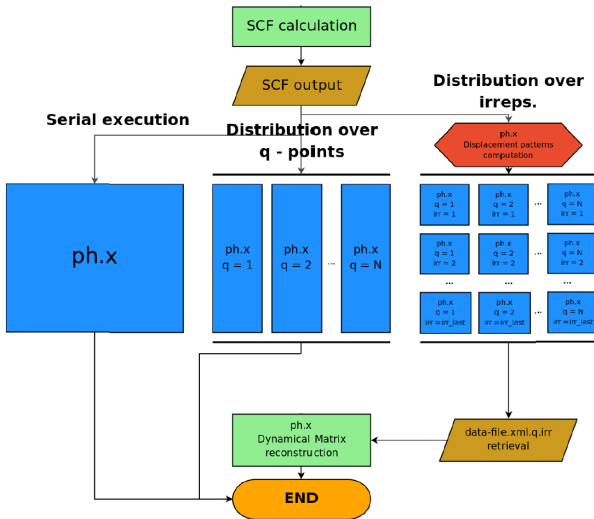 SCF calculation
SCF output
Serial execution
Distribution over
q - points
Distribution over
irreps.
ph.x
Displacement patterns
computation
ph.x
ph.x
q = 1
ph.x
q = 2
...
ph.x
q = N
ph.x
q = 1
irr = 1
ph.x
q = 2
irr = 1
...
ph.x
q = N
irr = 1
ph.x
q = 1
irr = 2
ph.x
q = 2
irr = 2
...
ph.x
q = N
irr = 2
...
...
...
ph.x
q = 1
irr =irr_last
ph.x
q = 2
irr =irr_last
...
ph.x
q = N
irr =irr_last
ph.x
Dynamical Matrix
reconstruction
data-file.xml.q.irr
retrieval
END